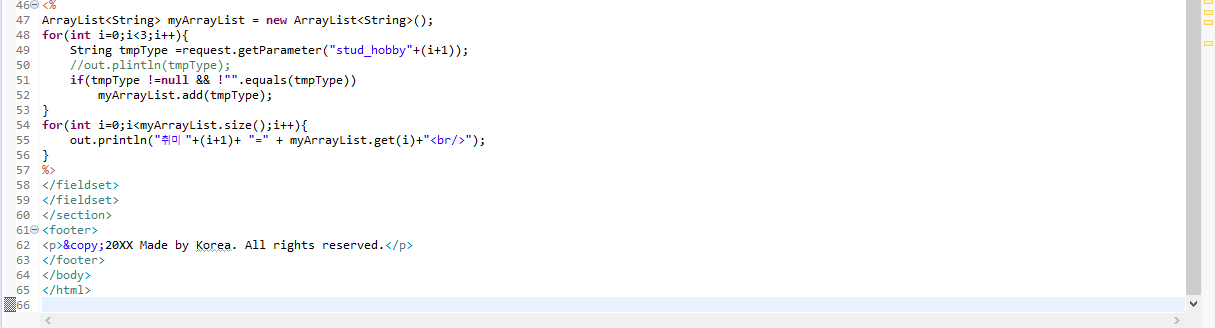 46 <%
47 ArrayList<String> myArrayList = new ArrayList<String>();
48 for(int i=0;i<3;i++){
49     String tmpType =request.getParameter("stud_hobby"+(i+1));
50     //out.plintln(tmpType);
51     if(tmpType !=null && !"".equals(tmpType))
52         myArrayList.add(tmpType);
53 }
54 for(int i=0;i<myArrayList.size();i++){
55     out.println("취미 "+(i+1)+ "=" + myArrayList.get(i)+"<br/>");
56 }
57 %>
58 </fieldset>
59 </fieldset>
60 </section>
61 <footer>
62 <p>&copy;20XX Made by Korea. All rights reserved.</p>
63 </footer>
64 </body>
65 </html>
66